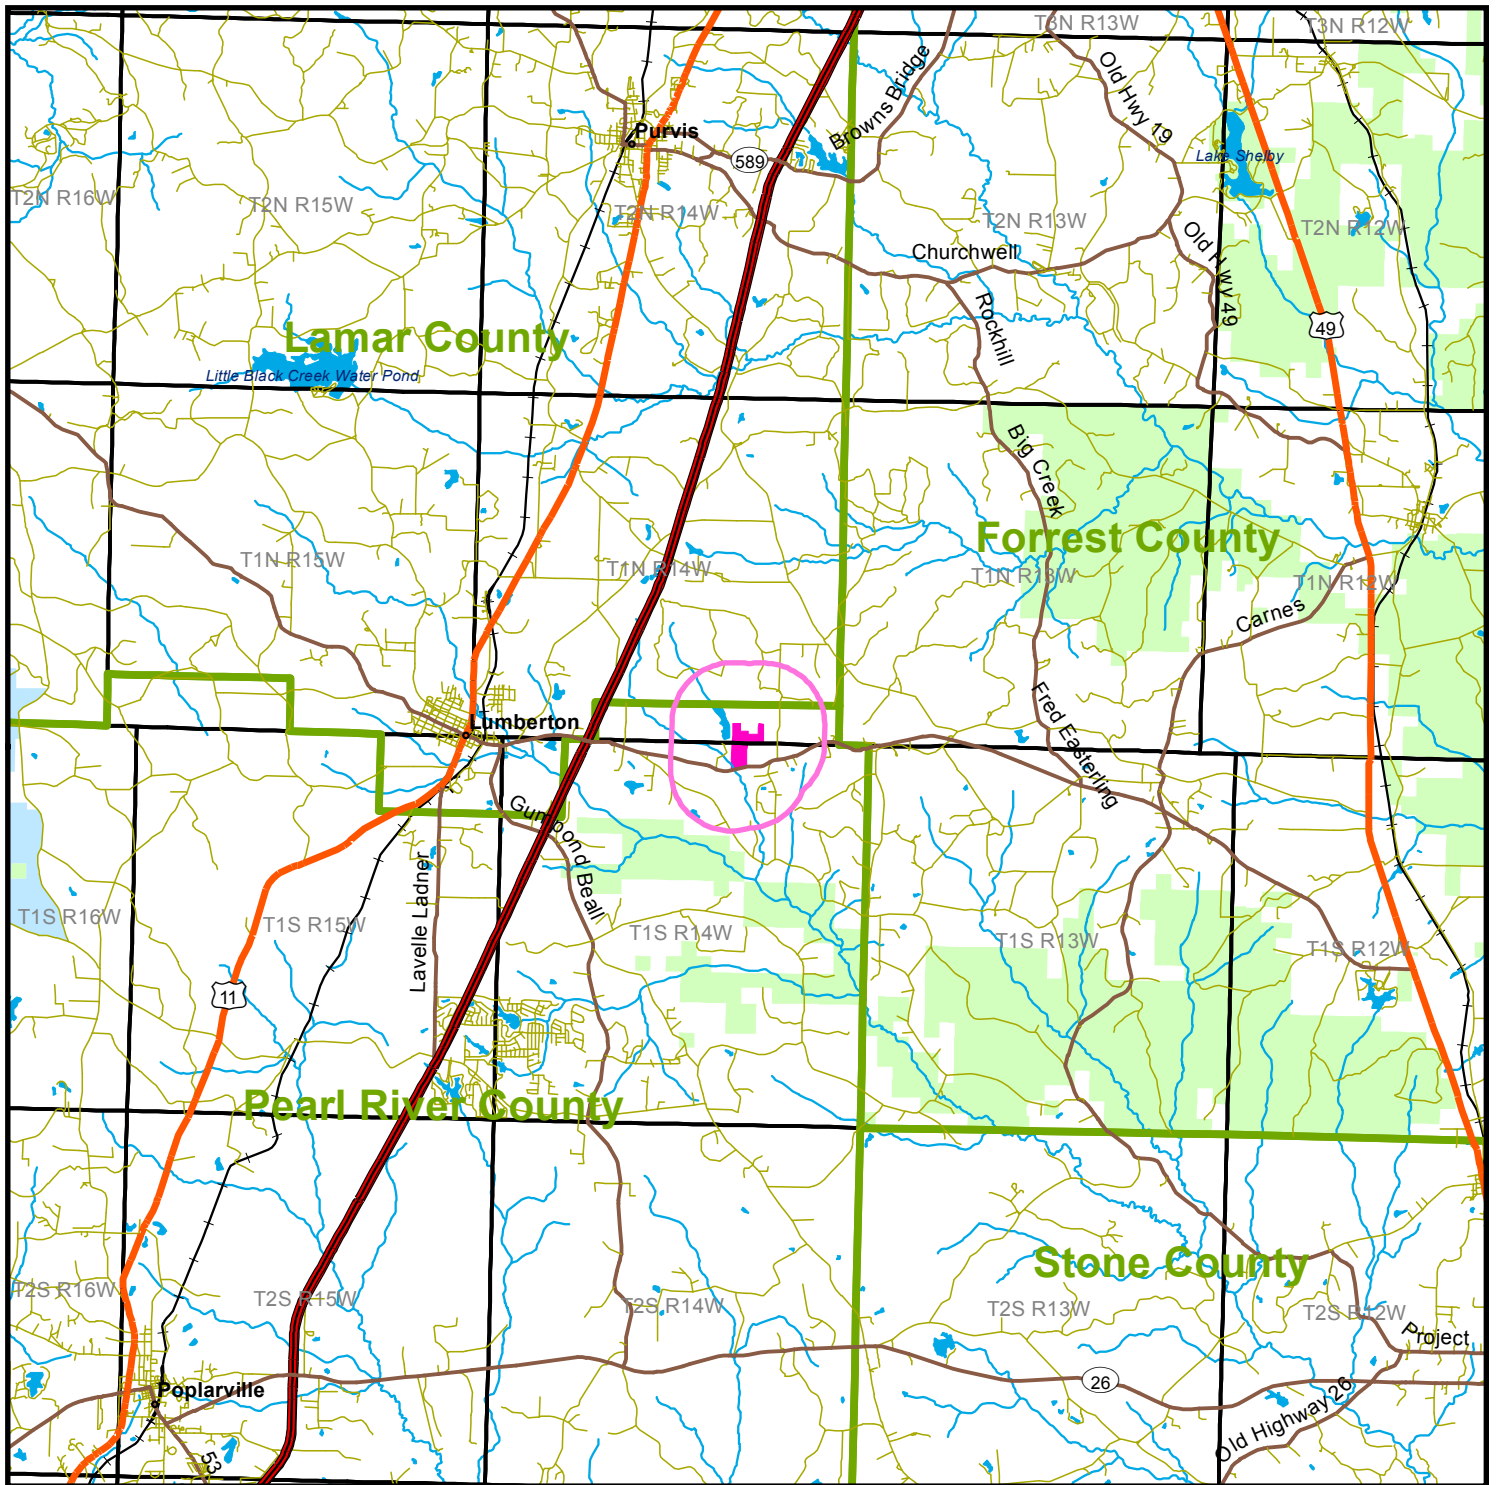 T3N R13W
T3N R12W
Old Hwy 19
Browns Bridge
Purvis
589
Lake Shelby
T2N R16W
T2N R15W
T2N R14W
T2N R13W
T2N R12W
Old Hwy 49
Churchwell
Rockhill
49
Lamar County
Little Black Creek Water Pond
Big Creek
Forrest County
T1N R15W
T1N R14W
T1N R13W
T1N R12W
Carnes
Fred Easterling
Lumberton
Gumpond Beall
Lavelle Ladner
T1S R16W
T1S R15W
T1S R14W
T1S R13W
T1S R12W
11
Pearl River County
Stone County
T2S R16W
T2S R15W
T2S R14W
T2S R13W
T2S R12W
Project
26
Poplarville
Old Highway 26
53